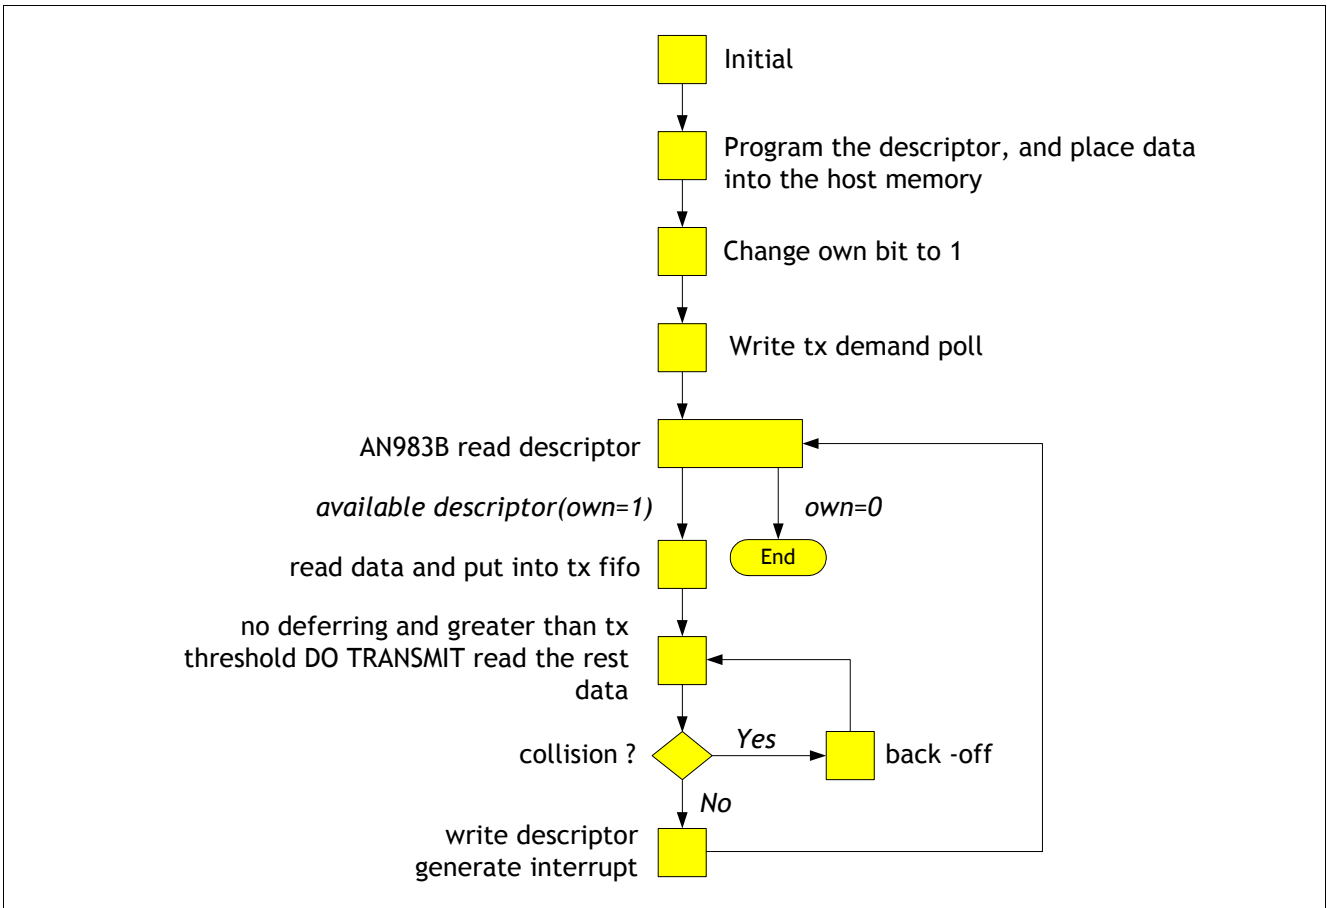 Initial
Program the descriptor, and place data
into the host memory
Change own bit to 1
Write tx demand poll
AN983B read descriptor
available descriptor(own=1)
own=0
End
read data and put into tx fifo
no deferring and greater than tx
threshold DO TRANSMIT read the rest
data
collision ?
Yes
back -off
No
write descriptor
generate interrupt